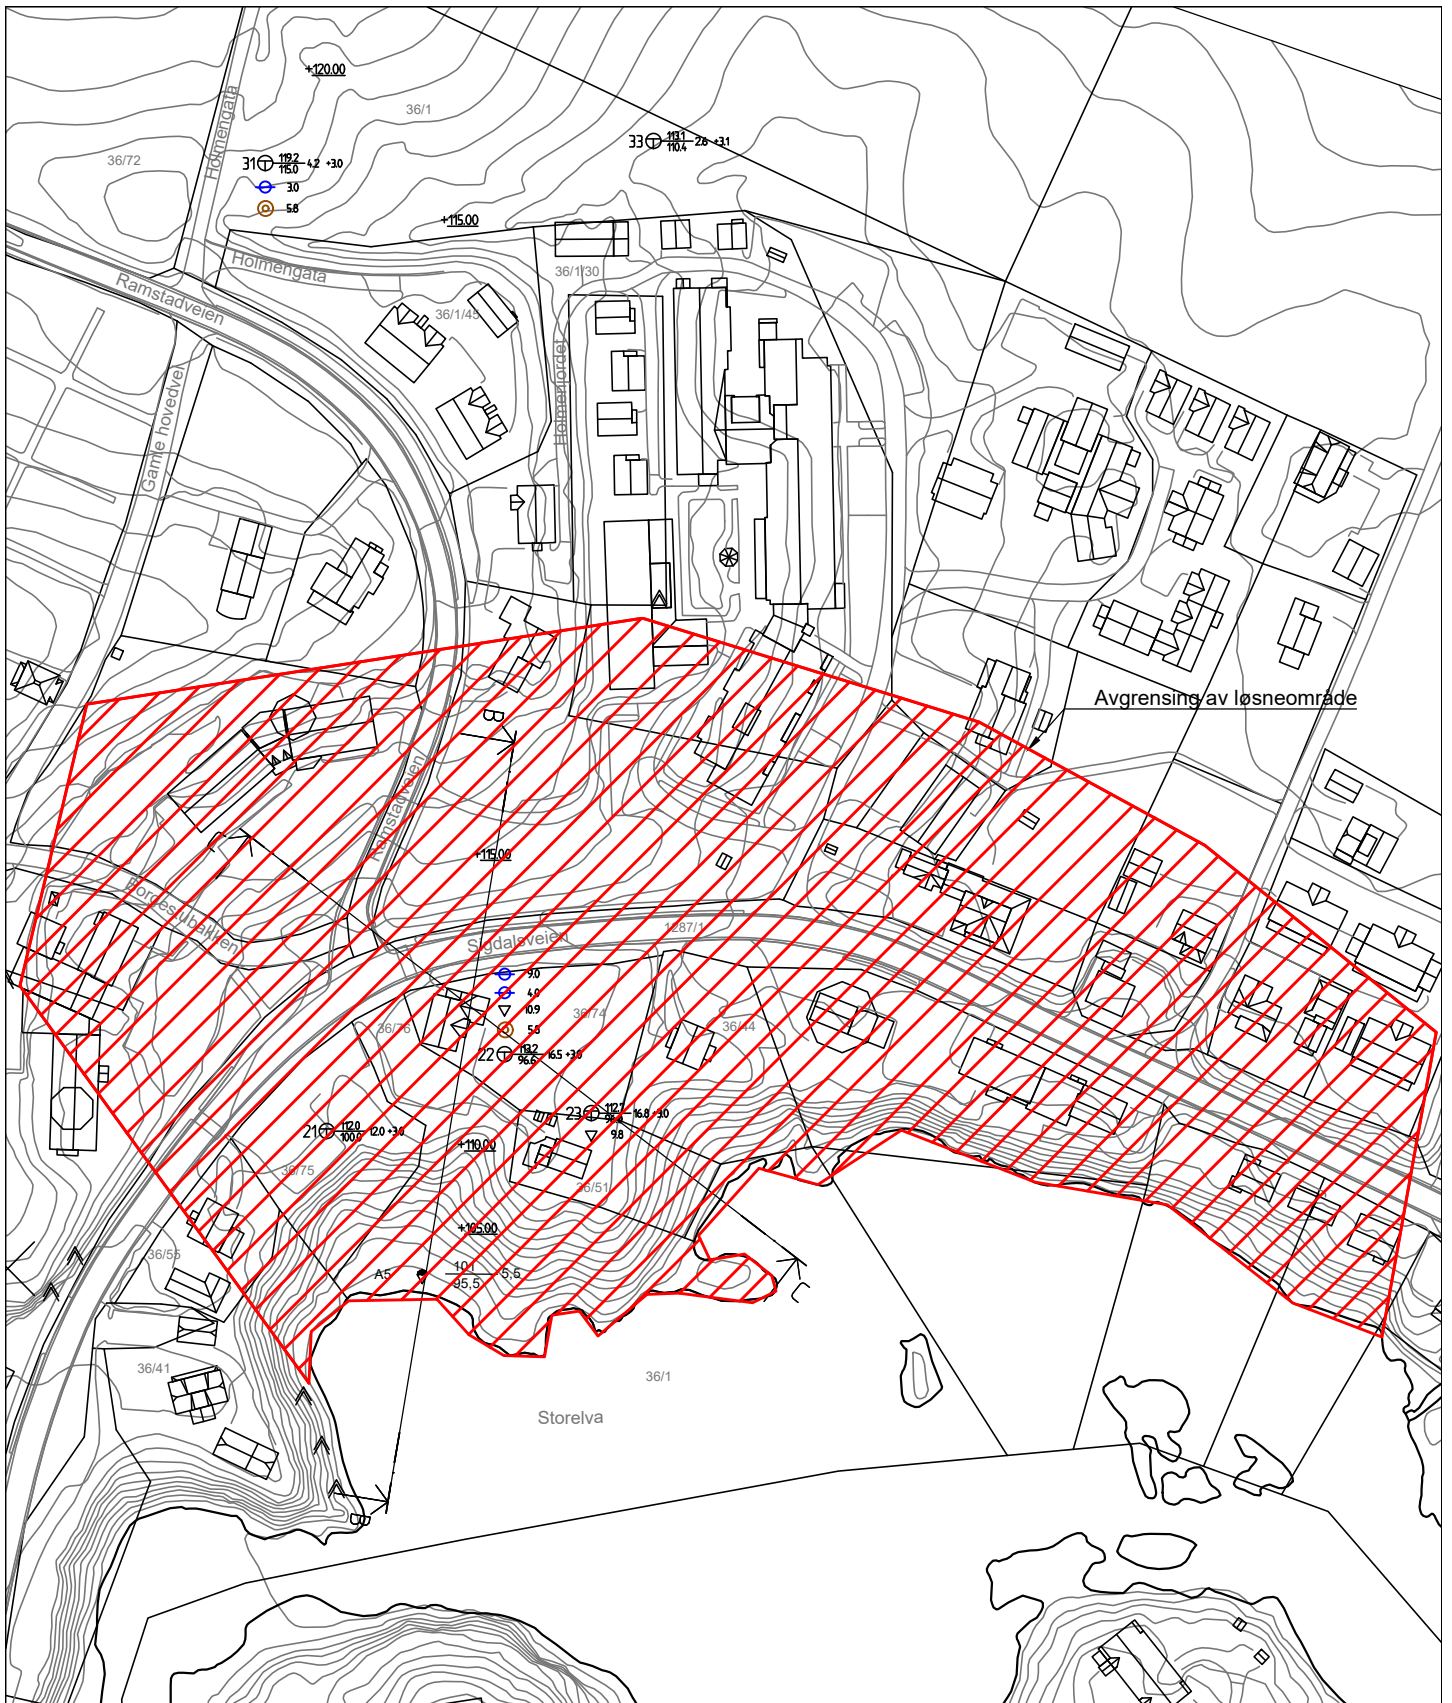 +120.00
36/1
Holmengata
36/72
31 119.2 4.2 +3.0
115.0
3.0
5.8
33 113.1 2.6 +3.1
110.4
+115.00
Holmengata
Ramstadveien
36/1/30
36/1/45
Holmenjordet
Gamle hovedvei
Avgrensing av løsneområde
B
Ramstadveien
C
+115.00
Sigdalsveien
1287/1
9.0
4.0
10.9
5.5
36/76
36/74
36/44
22 113.2 16.5 +3.0
96.6
23 112.7 16.8 +3.0
9.8
21 112.0 12.0 +3.0
100.0
+110.00
36/75
36/51
+105.00
36/55
A5 101 5,5
95,5
C
36/41
36/1
Storelva
B